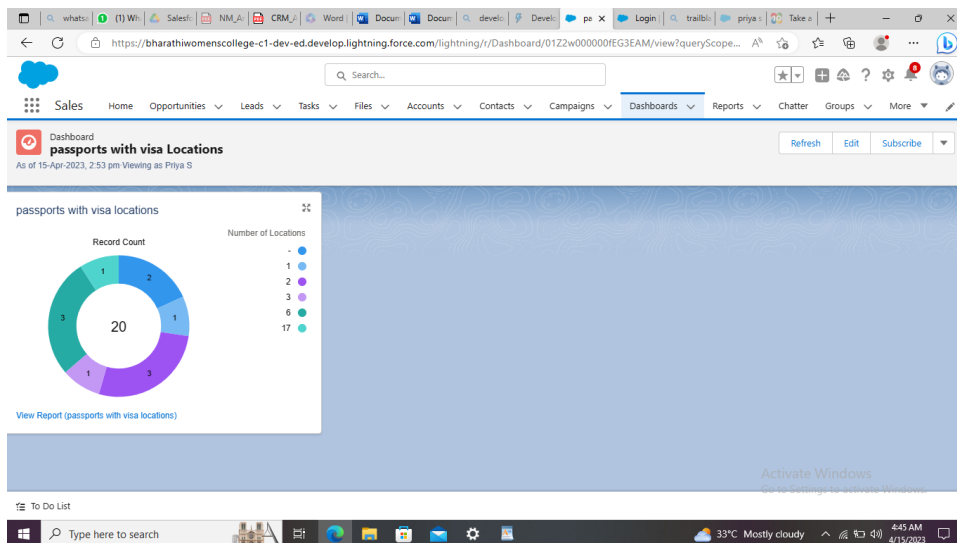 whatsa
(1) Wh
Salesfo
NM_Ac
CRM_A
Word
Docum
Docum
develo
Develo
pa
Login
trailbla
priya s
Take a
https://bharathiwomenscollege-c1-dev-ed.develop.lightning.force.com/lightning/r/Dashboard/01Z2w000000fEG3EAM/view?queryScope...
Search...
8
Sales Home Opportunities Leads Tasks Files Accounts Contacts Campaigns Dashboards Reports Chatter Groups More
Dashboard
passports with visa Locations
As of 15-Apr-2023, 2:53 pm·Viewing as Priya S
Refresh Edit Subscribe
passports with visa locations
Number of Locations
Record Count
-
1
2
3
6
17
2
1
3
1
3
1
20
View Report (passports with visa locations)
Activate Windows
Go to Settings to activate Windows.
To Do List
Type here to search
33°C Mostly cloudy
4:45 AM
4/15/2023